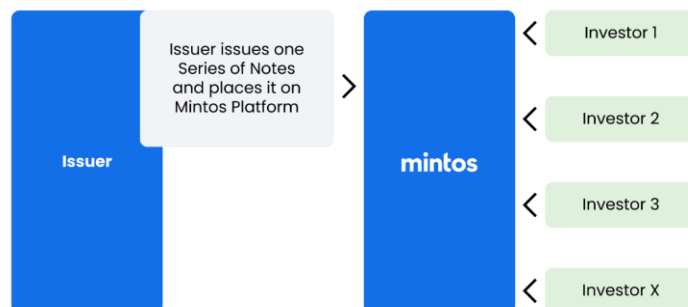 Issuer
Issuer issues one
Series of Notes
and places it on
Mintos Platform
mintos
Investor 1
Investor 2
Investor 3
Investor X